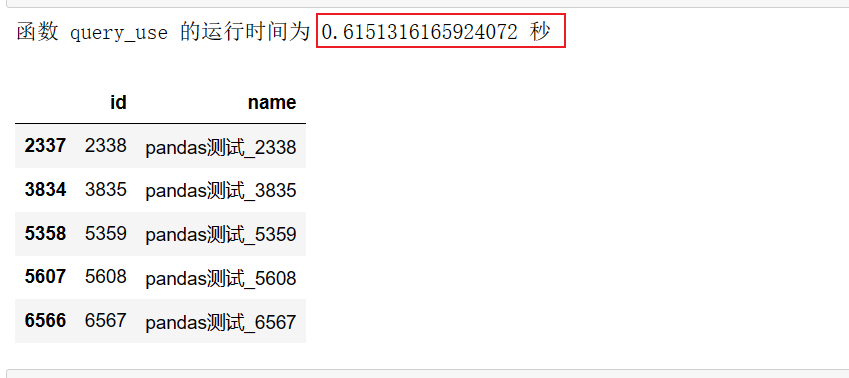 函数 query_use 的运行时间为 0.6151316165924072 秒
id name
2337 2338 pandas测试_2338
3834 3835 pandas测试_3835
5358 5359 pandas测试_5359
5607 5608 pandas测试_5608
6566 6567 pandas测试_6567